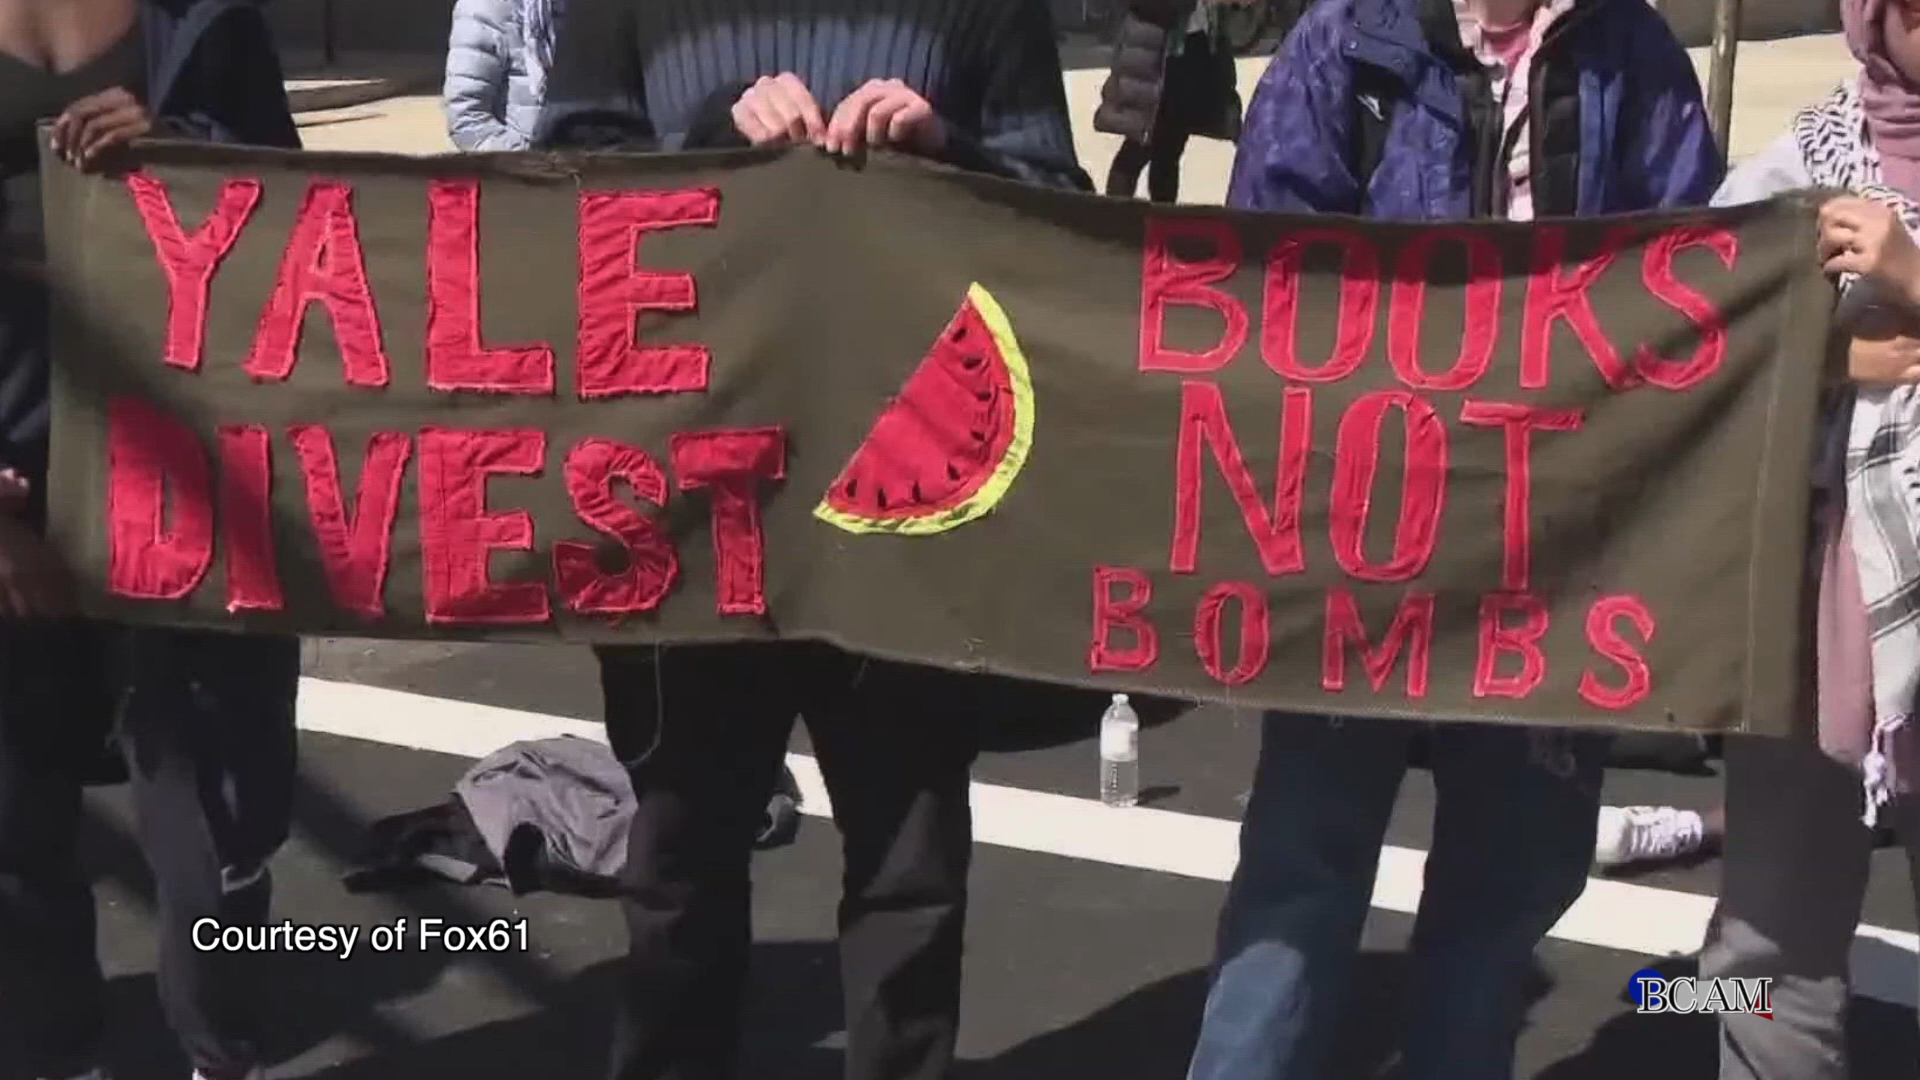 YALE
DIVEST
BOOKS
NOT
BOMBS
Courtesy of Fox61
BCAM